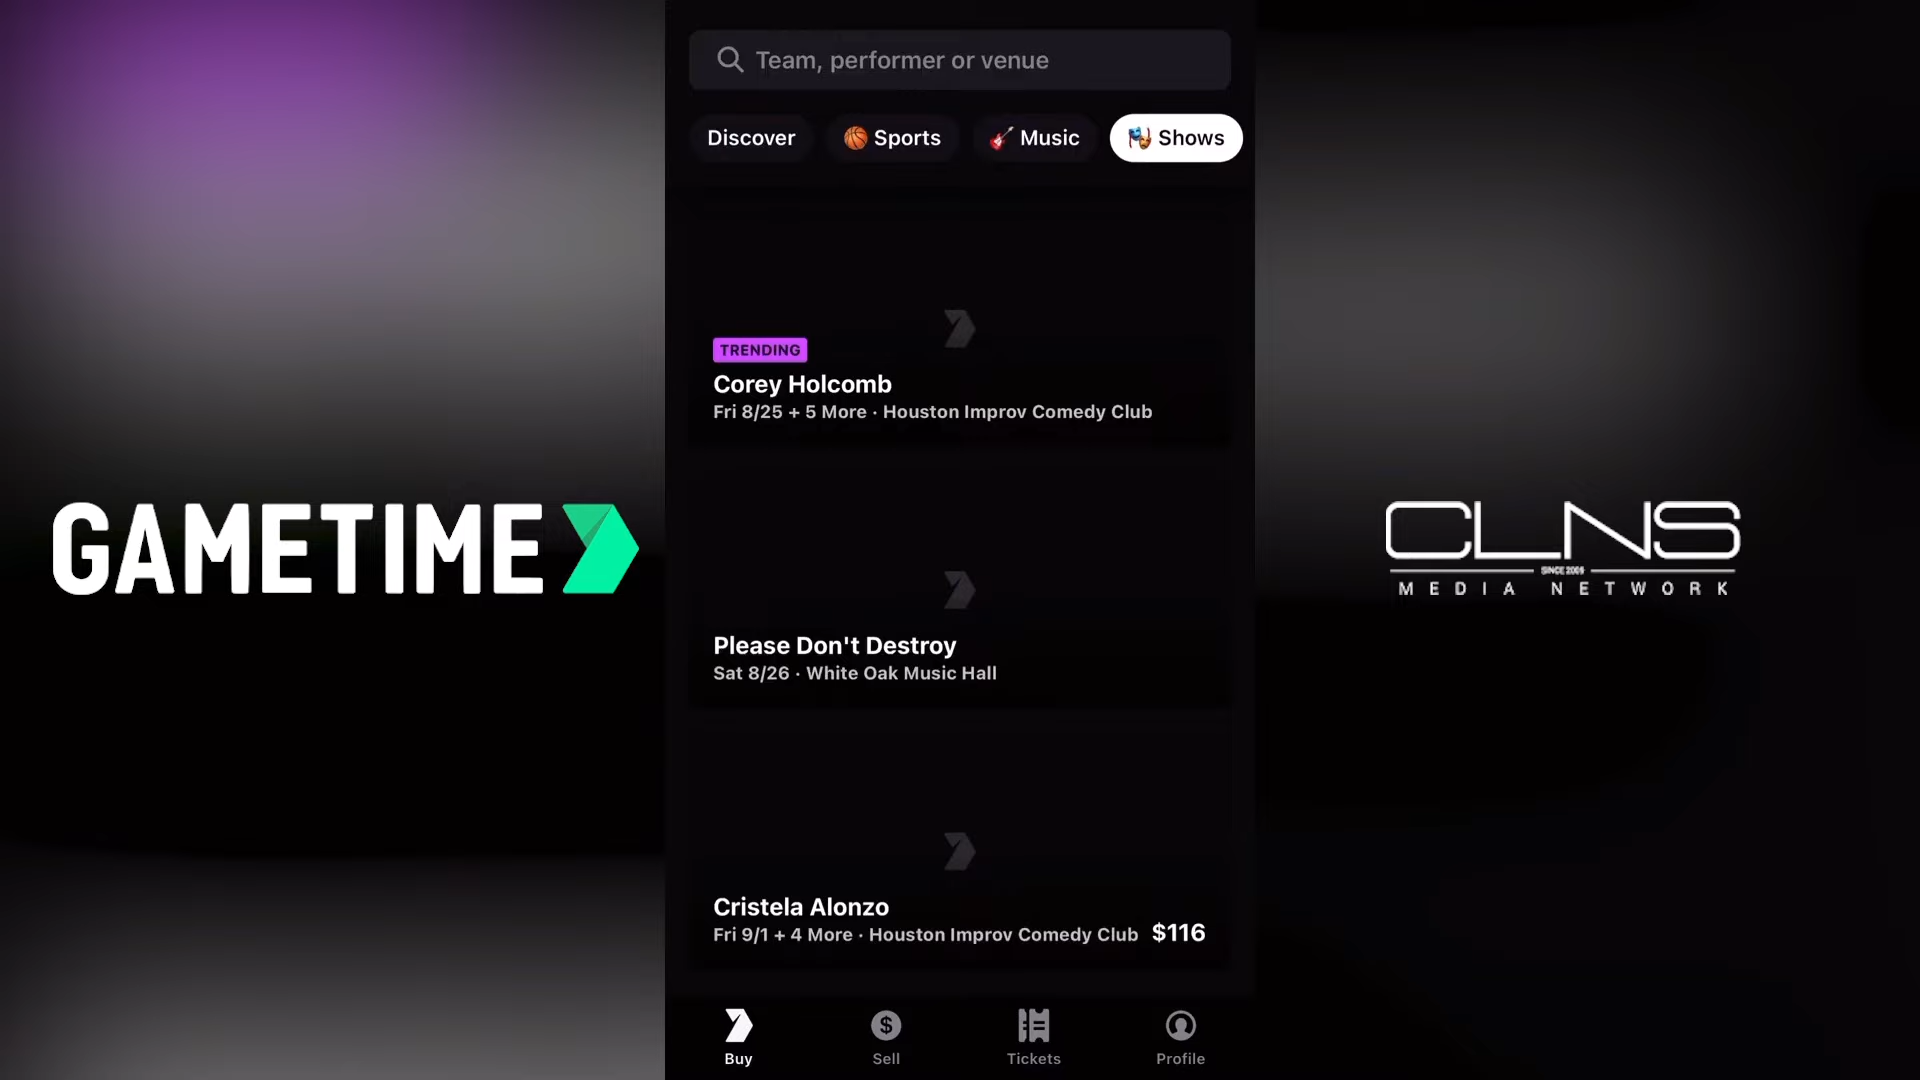 Team, performer or venue
Discover
Sports
Music
Shows
TRENDING
Corey Holcomb
Fri 8/25 + 5 More · Houston Improv Comedy Club
GAMETIME
CLNS
SINCE 2009
MEDIA NETWORK
Please Don't Destroy
Sat 8/26 · White Oak Music Hall
Cristela Alonzo
Fri 9/1 + 4 More · Houston Improv Comedy Club $116
Buy
Sell
Tickets
Profile